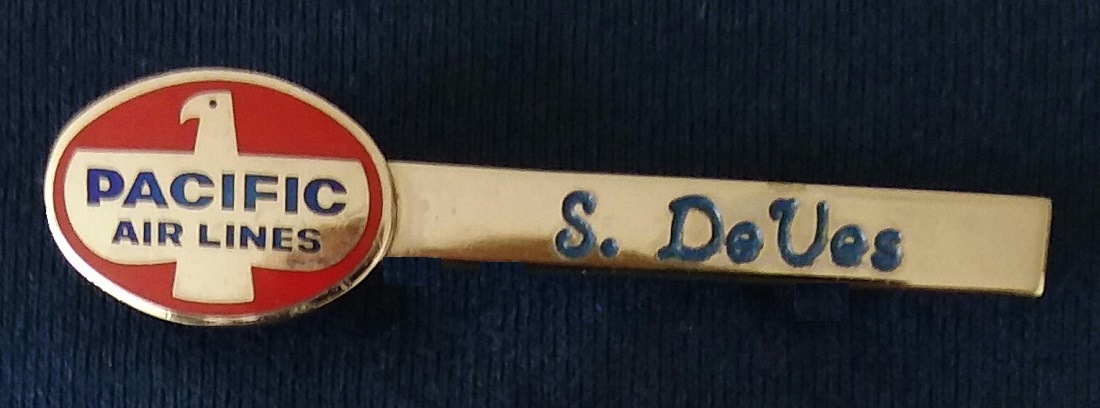 PACIFIC
AIR LINES
S. DeVes